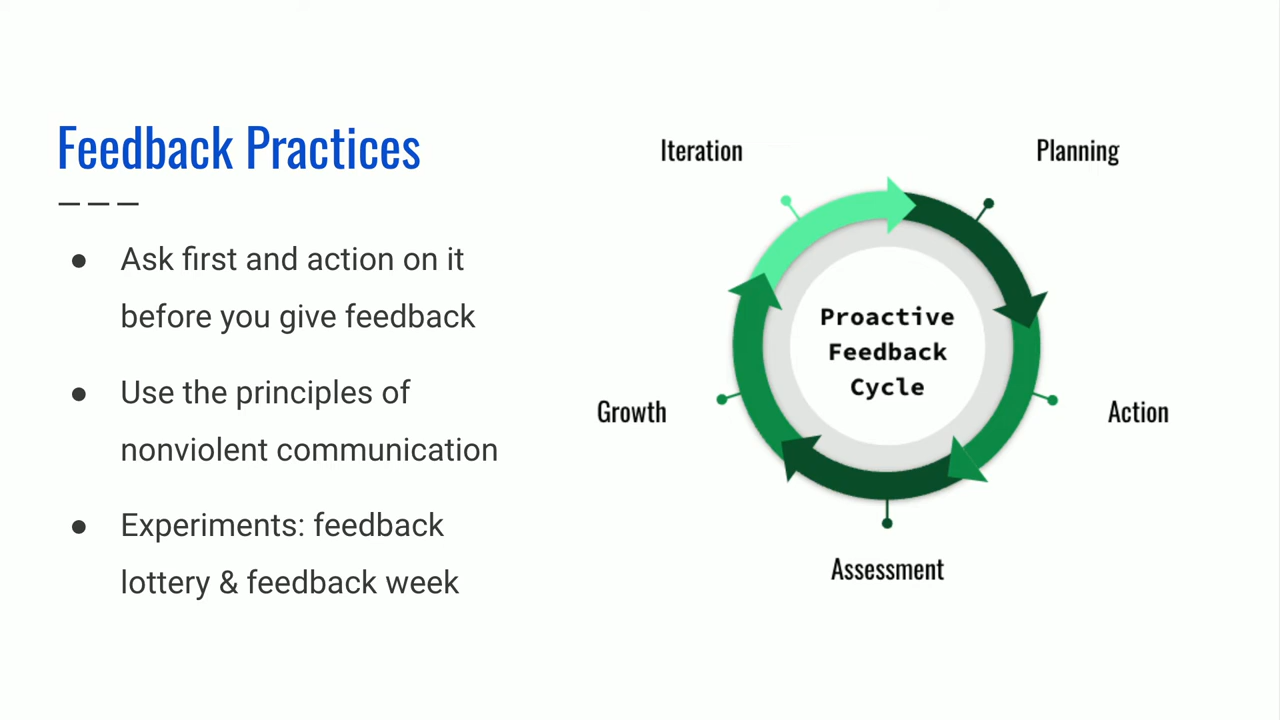 Feedback Practices
● Ask first and action on it
before you give feedback
● Use the principles of
nonviolent communication
● Experiments: feedback
lottery & feedback week
Iteration
Planning
Proactive
Feedback
Cycle
Growth
Action
Assessment